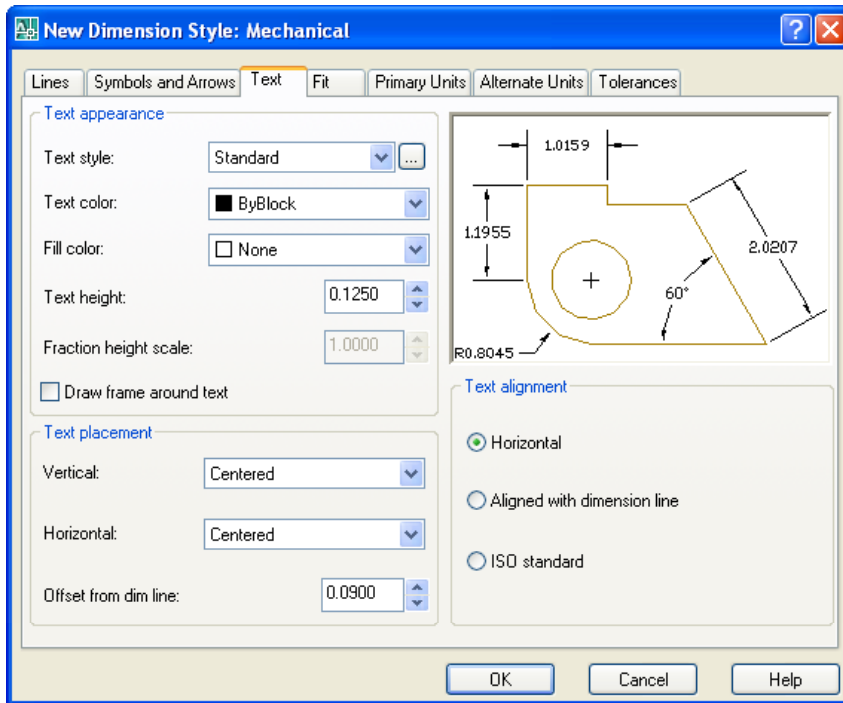 New Dimension Style: Mechanical
Lines Symbols and Arrows Text Fit Primary Units Alternate Units Tolerances
Text appearance
Text style: Standard ...
Text color: ByBlock
Fill color: None
Text height: 0.1250
Fraction height scale: 1.0000
Draw frame around text
Text placement
Vertical: Centered
Horizontal: Centered
Offset from dim line: 0.0900
1.0159
1.1955
2.0207
60°
R0.8045
Text alignment
Horizontal
Aligned with dimension line
ISO standard
OK Cancel Help